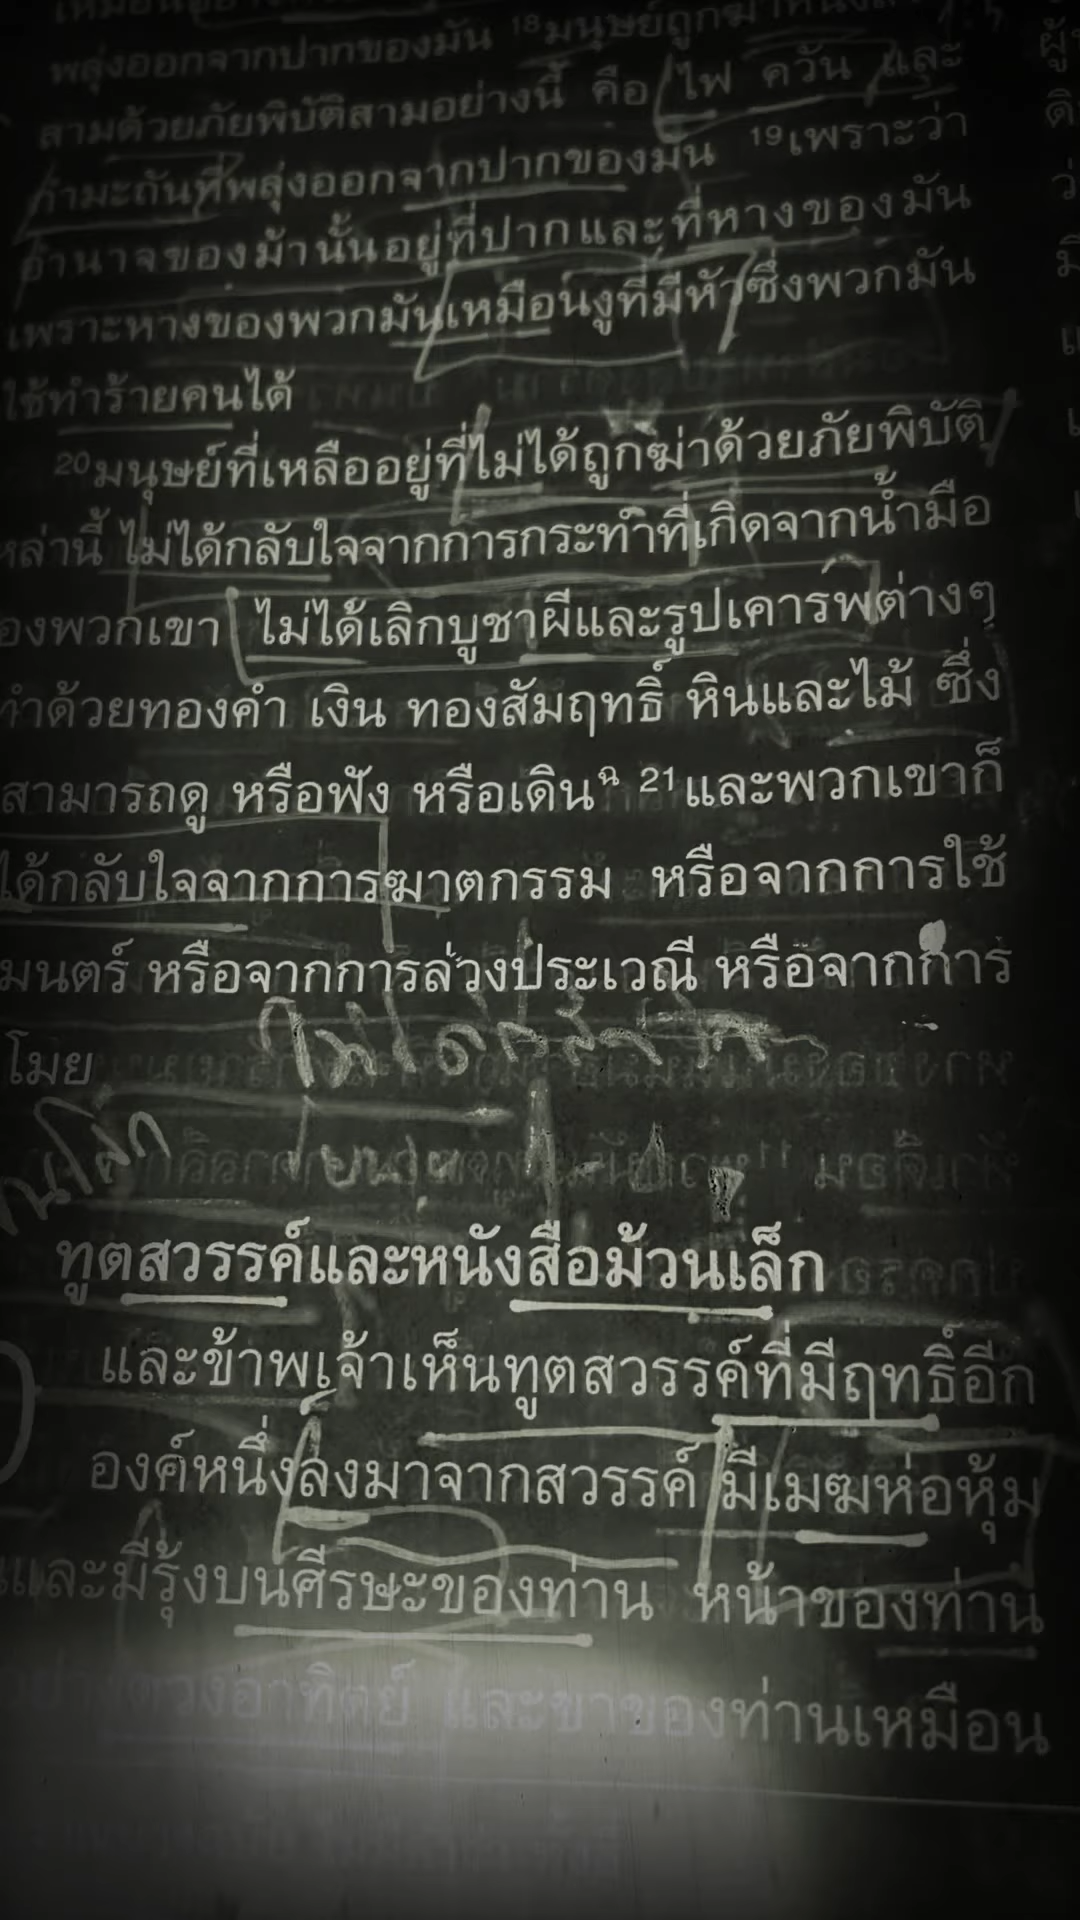 พลุ่งออกจากปากของมัน 18มนุษย์ถูกฆ่า
สามด้วยภัยพิบัติสามอย่างนี้ คือ ไฟ ควัน และ
กำมะถันที่พลุ่งออกจากปากของมัน 19เพราะว่า
อำนาจของม้านั้นอยู่ที่ปากและที่หางของมัน
เพราะหางของพวกมันเหมือนงูที่มีหัว ซึ่งพวกมัน
ใช้ทำร้ายคนได้
20มนุษย์ที่เหลืออยู่ที่ไม่ได้ถูกฆ่าด้วยภัยพิบัติ
หล่านี้ ไม่ได้กลับใจจากการกระทำที่เกิดจากน้ำมือ
องพวกเขา ไม่ได้เลิกบูชาผีและรูปเคารพต่างๆ
ทำด้วยทองคำ เงิน ทองสัมฤทธิ์ หินและไม้ ซึ่ง
สามารถดู หรือฟัง หรือเดินฉ 21และพวกเขาก็
ได้กลับใจจากการฆาตกรรม หรือจากการใช้
มนตร์ หรือจากการล่วงประเวณี หรือจากการ
โมย
ทูตสวรรค์และหนังสือม้วนเล็ก
และข้าพเจ้าเห็นทูตสวรรค์ที่มีฤทธิ์อีก
องค์หนึ่งลงมาจากสวรรค์ มีเมฆห่อหุ้ม
และมีรุ้งบนศีรษะของท่าน หน้าของท่าน
ดวงอาทิตย์ และขาของท่านเหมือน